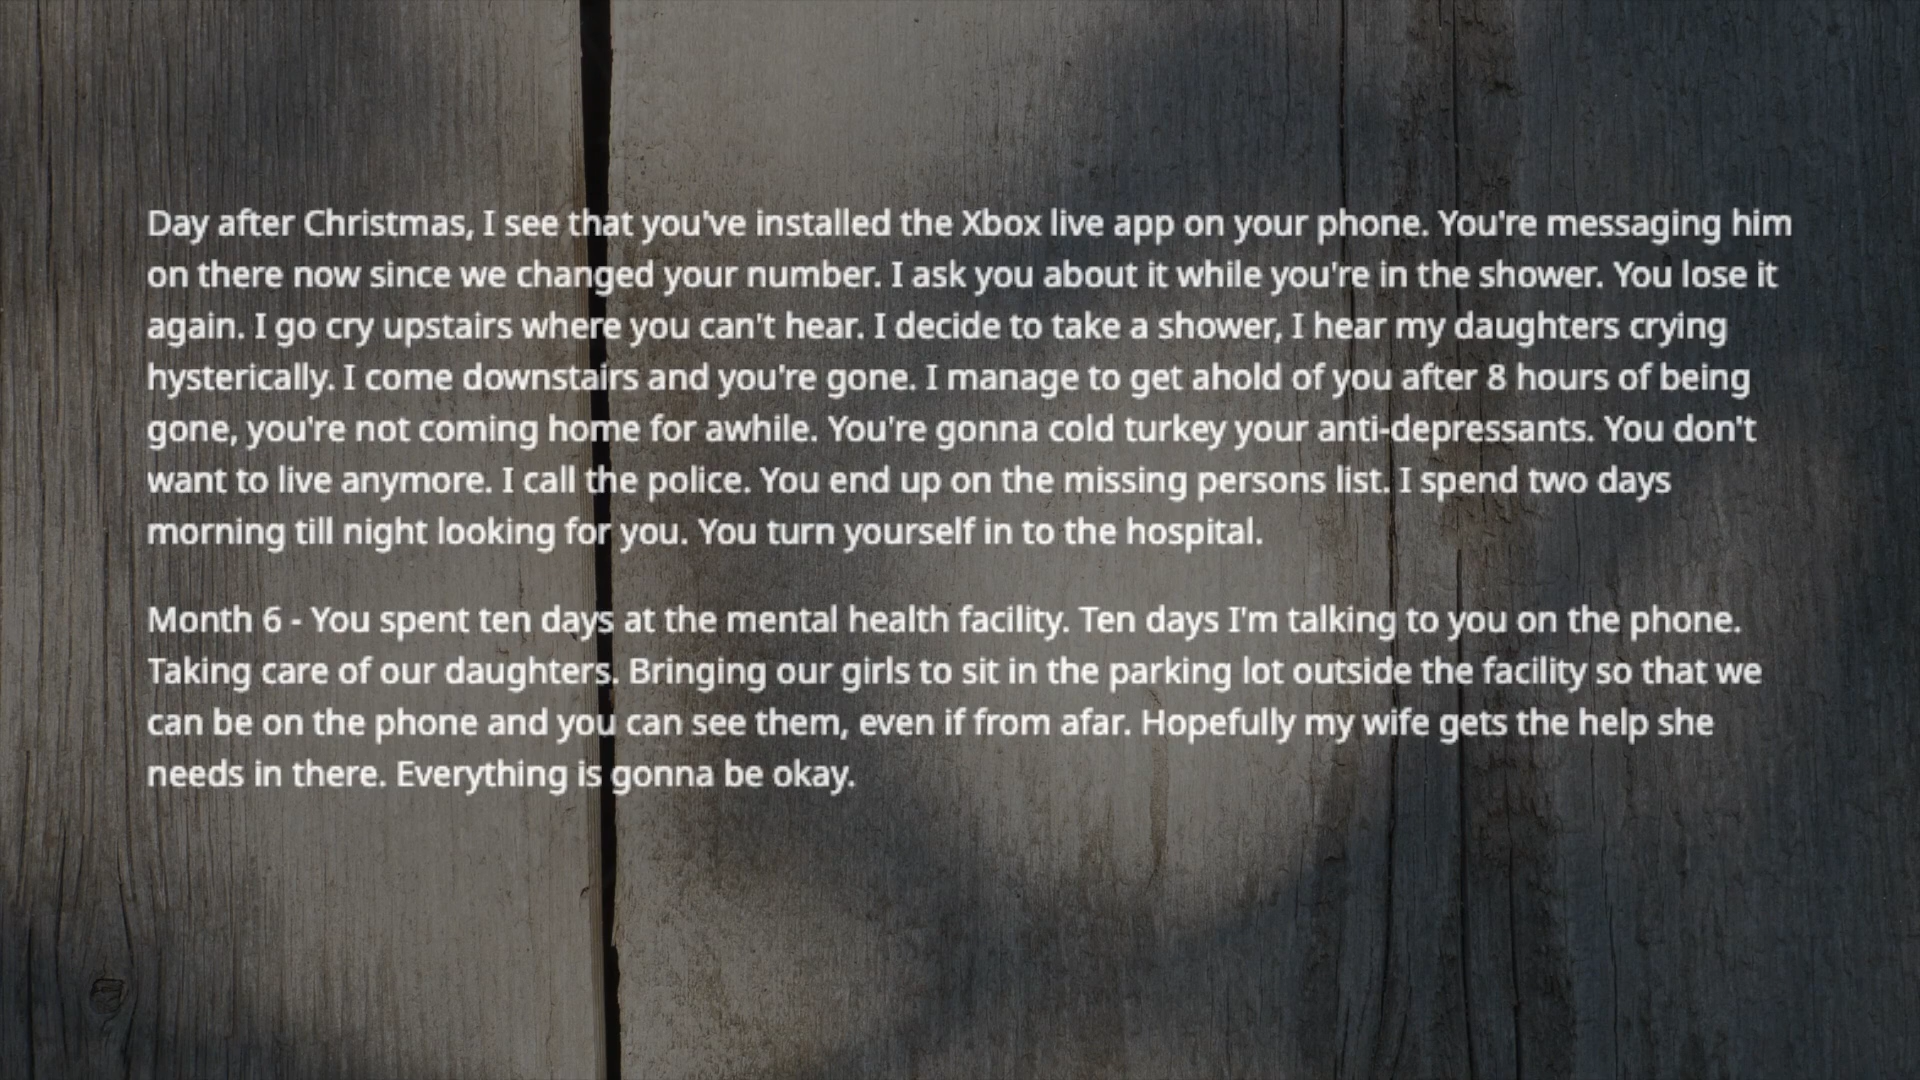 Day after Christmas, I see that you've installed the Xbox live app on your phone. You're messaging him
on there now since we changed your number. I ask you about it while you're in the shower. You lose it
again. I go cry upstairs where you can't hear. I decide to take a shower, I hear my daughters crying
hysterically. I come downstairs and you're gone. I manage to get ahold of you after 8 hours of being
gone, you're not coming home for awhile. You're gonna cold turkey your anti-depressants. You don't
want to live anymore. I call the police. You end up on the missing persons list. I spend two days
morning till night looking for you. You turn yourself in to the hospital.
Month 6 - You spent ten days at the mental health facility. Ten days I'm talking to you on the phone.
Taking care of our daughters. Bringing our girls to sit in the parking lot outside the facility so that we
can be on the phone and you can see them, even if from afar. Hopefully my wife gets the help she
needs in there. Everything is gonna be okay.